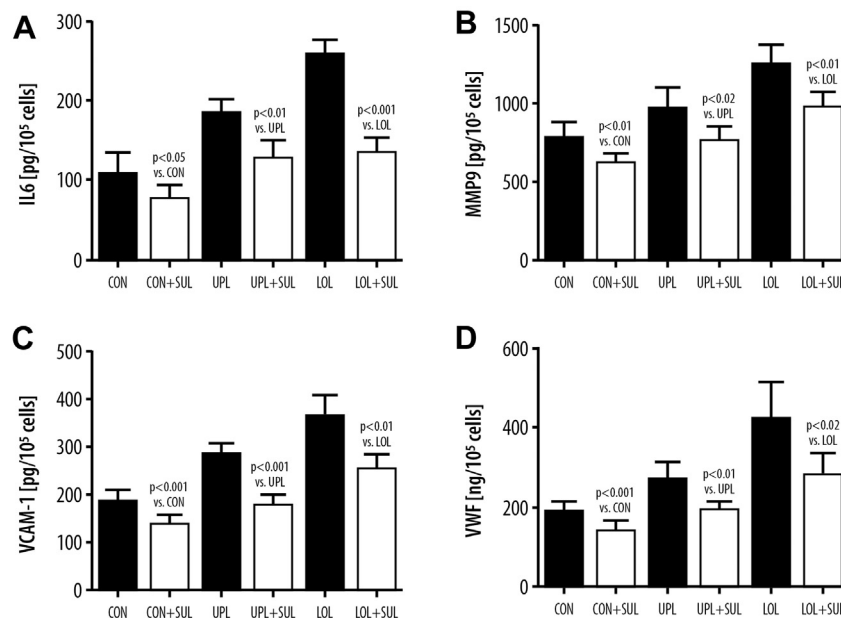 A
IL6 [pg/10⁵ cells]
300
200
100
0
p<0.05
vs. CON
p<0.01
vs. UPL
p<0.001
vs. LOL
CON CON+SUL UPL UPL+SUL LOL LOL+SUL
B
MMP9 [pg/10⁵ cells]
1500
1000
500
0
p<0.01
vs. CON
p<0.02
vs. UPL
p<0.01
vs. LOL
CON CON+SUL UPL UPL+SUL LOL LOL+SUL
C
VCAM-1 [pg/10⁵ cells]
500
400
300
200
100
0
p<0.001
vs. CON
p<0.001
vs. UPL
p<0.01
vs. LOL
CON CON+SUL UPL UPL+SUL LOL LOL+SUL
D
VWF [ng/10⁵ cells]
600
400
200
0
p<0.001
vs. CON
p<0.01
vs. UPL
p<0.02
vs. LOL
CON CON+SUL UPL UPL+SUL LOL LOL+SUL